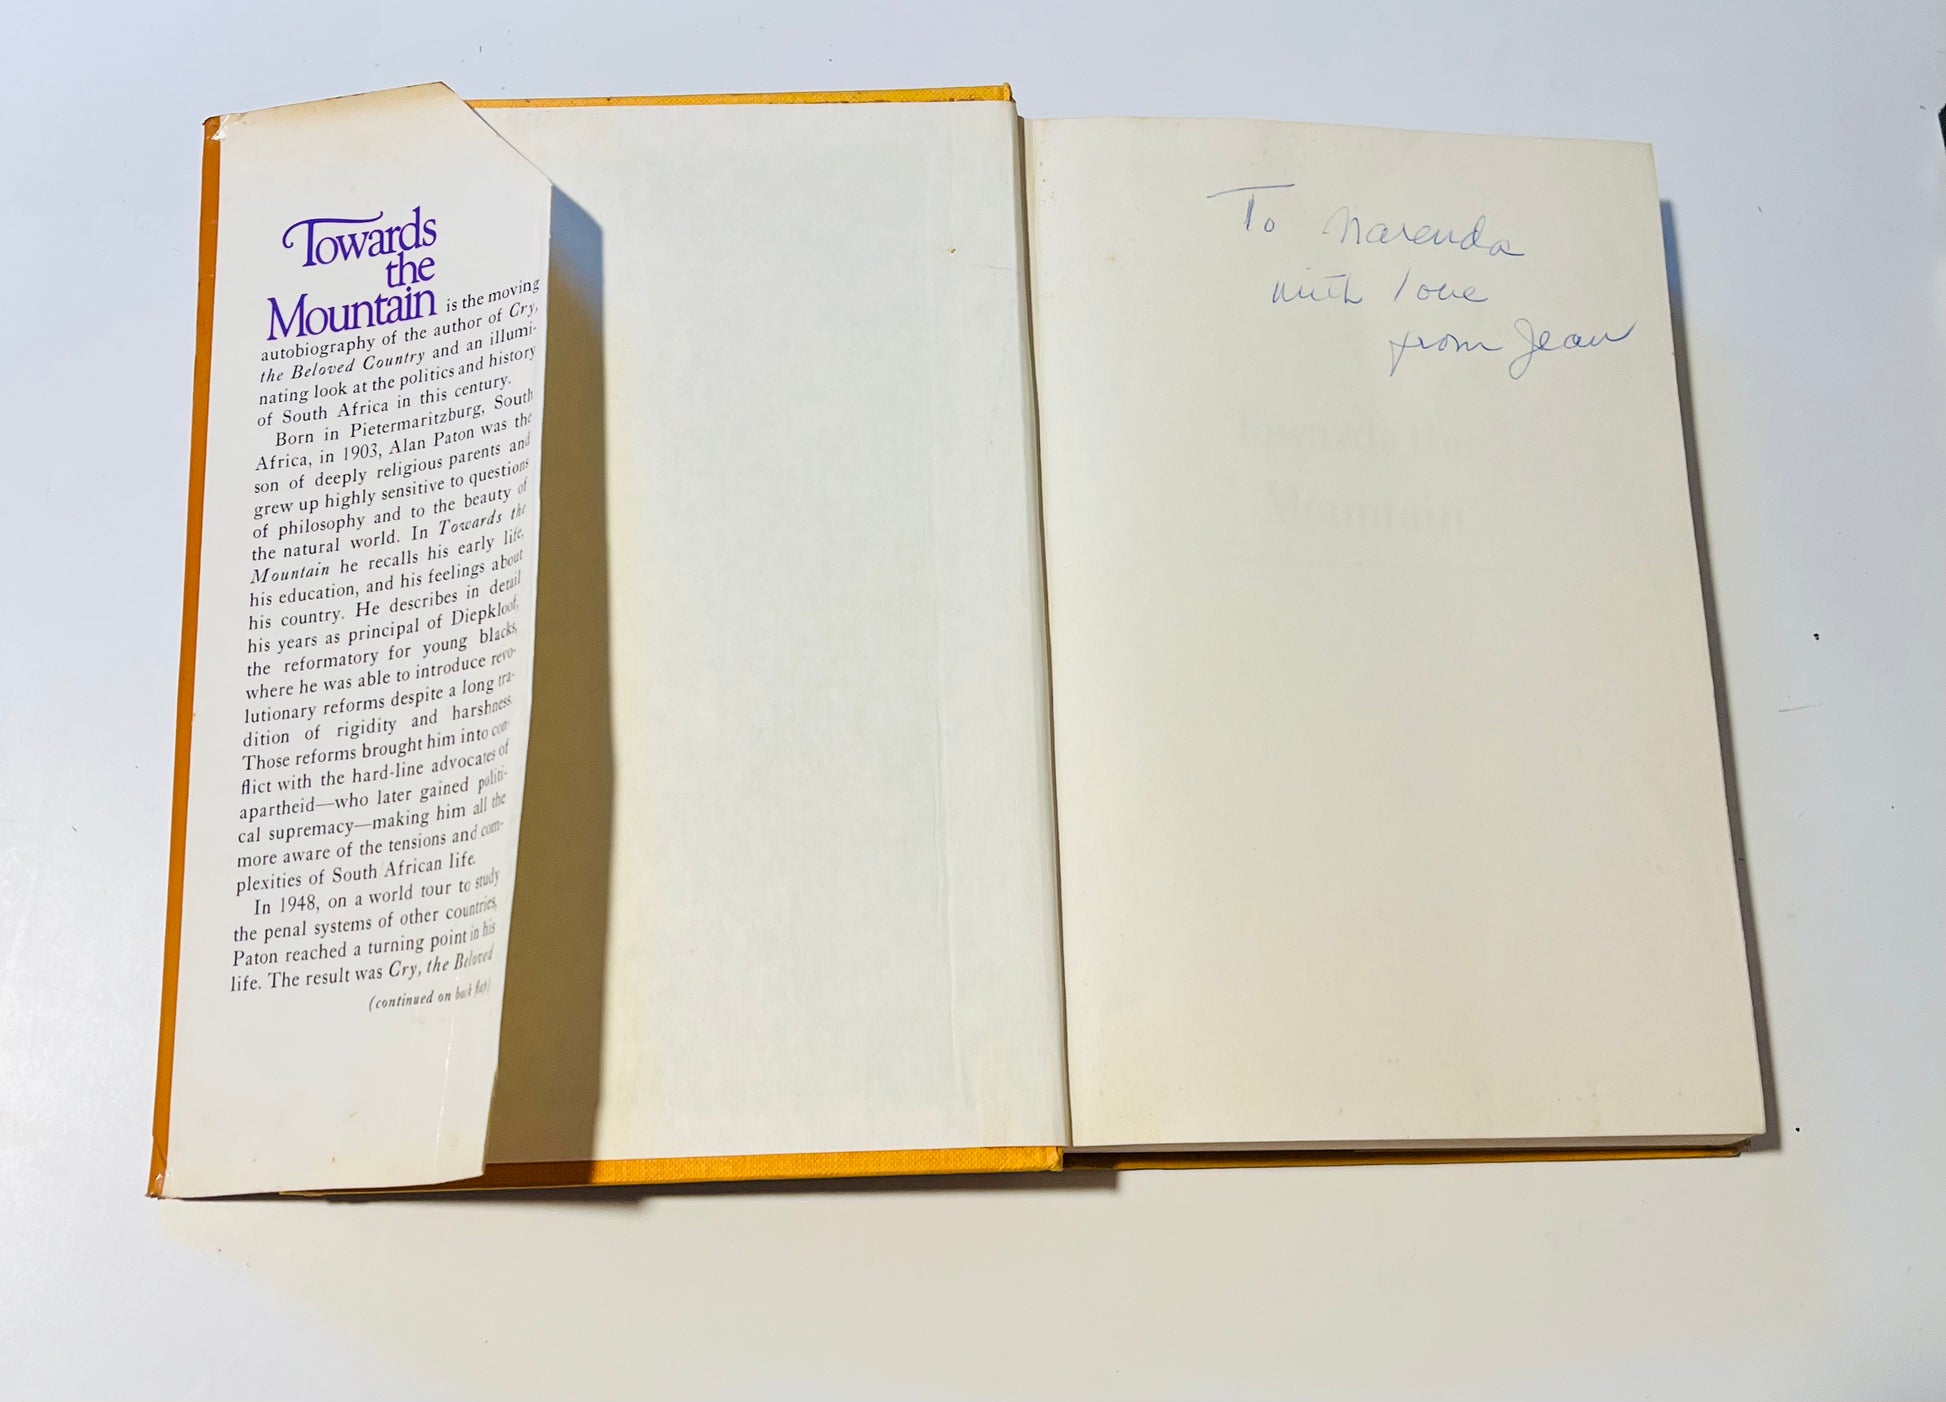 Towards
the
Mountain is the moving
autobiography of the author of Cry,
the Beloved Country and an illumi-
nating look at the politics and history
of South Africa in this century.
Born in Pietermaritzburg, South
Africa, in 1903, Alan Paton was the
son of deeply religious parents and
grew up highly sensitive to questions
of philosophy and to the beauty of
the natural world. In Towards the
Mountain he recalls his early life,
his education, and his feelings about
his country. He describes in detail
his years as principal of Diepkloof,
the reformatory for young blacks,
where he was able to introduce revo-
lutionary reforms despite a long tra-
dition of rigidity and harshness.
Those reforms brought him into con-
flict with the hard-line advocates of
apartheid—who later gained politi-
cal supremacy—making him all the
more aware of the tensions and com-
plexities of South African life.
In 1948, on a world tour to study
the penal systems of other countries,
Paton reached a turning point in his
life. The result was Cry, the Beloved
(continued on back flap)
To Narenda
with love
from Jean
Towards the
Mountain